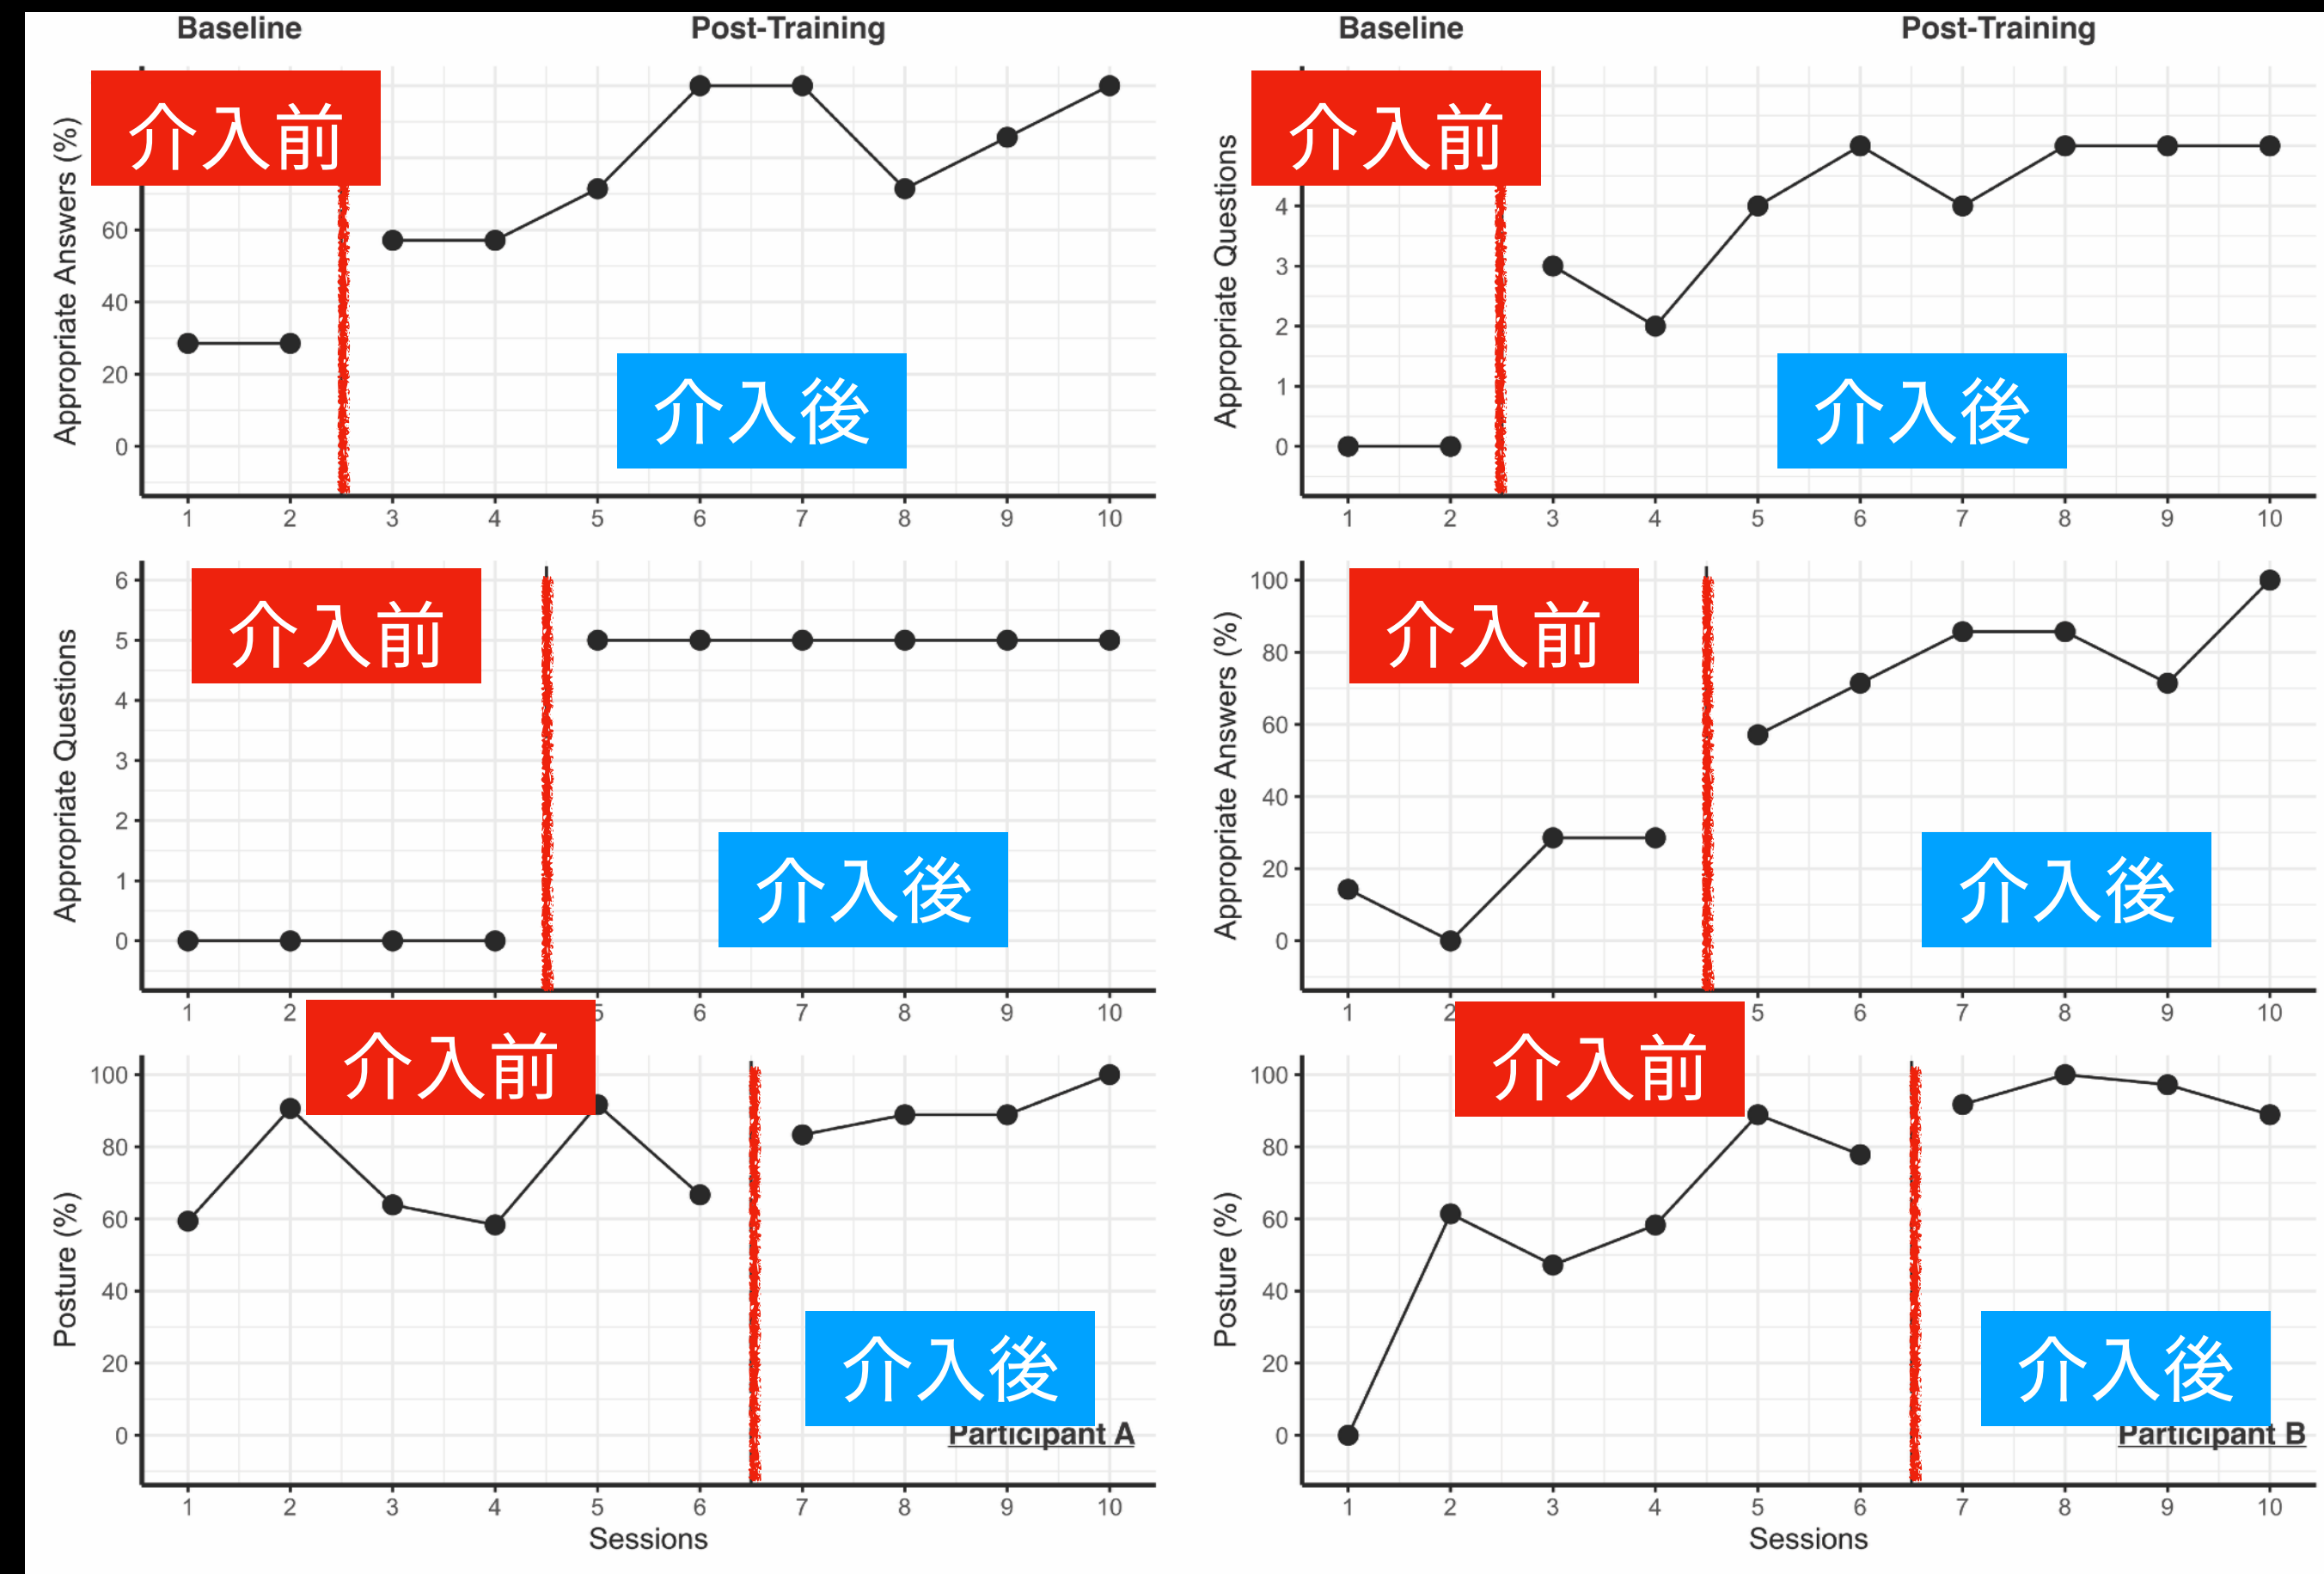 Baseline Post-Training
Appropriate Answers (%)
介入前
60
40
20
0
介入後
1 2 3 4 5 6 7 8 9 10
Baseline Post-Training
Appropriate Questions
介入前
4
3
2
1
0
介入後
1 2 3 4 5 6 7 8 9 10
Appropriate Questions
6
5
4
3
2
1
0
介入前
介入後
1 2 5 6 7 8 9 10
Appropriate Answers (%)
100
80
60
40
20
0
介入前
介入後
1 2 5 6 7 8 9 10
Posture (%)
100
80
60
40
20
0
介入前
介入後
Participant A
1 2 3 4 5 6 7 8 9 10
Sessions
Posture (%)
100
80
60
40
20
0
介入前
介入後
Participant B
1 2 3 4 5 6 7 8 9 10
Sessions